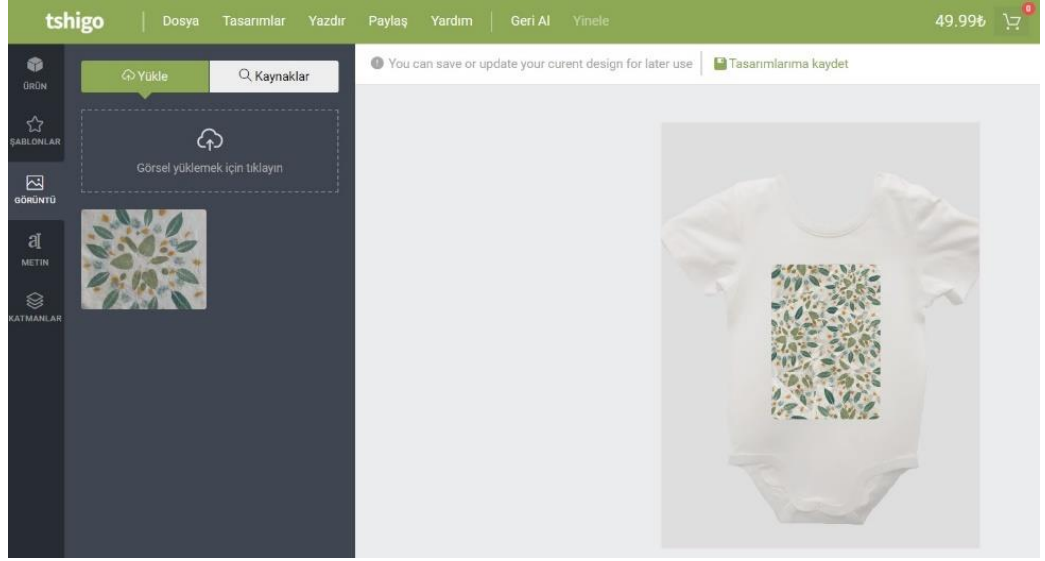 tshigo Dosya Tasarımlar Yazdır Paylaş Yardım Geri Al Yinele 49.99₺ 0
ÜRÜN
ŞABLONLAR
GÖRÜNTÜ
METIN
KATMANLAR
Yükle Kaynaklar
Görsel yüklemek için tıklayın
You can save or update your curent design for later use Tasarımlarıma kaydet